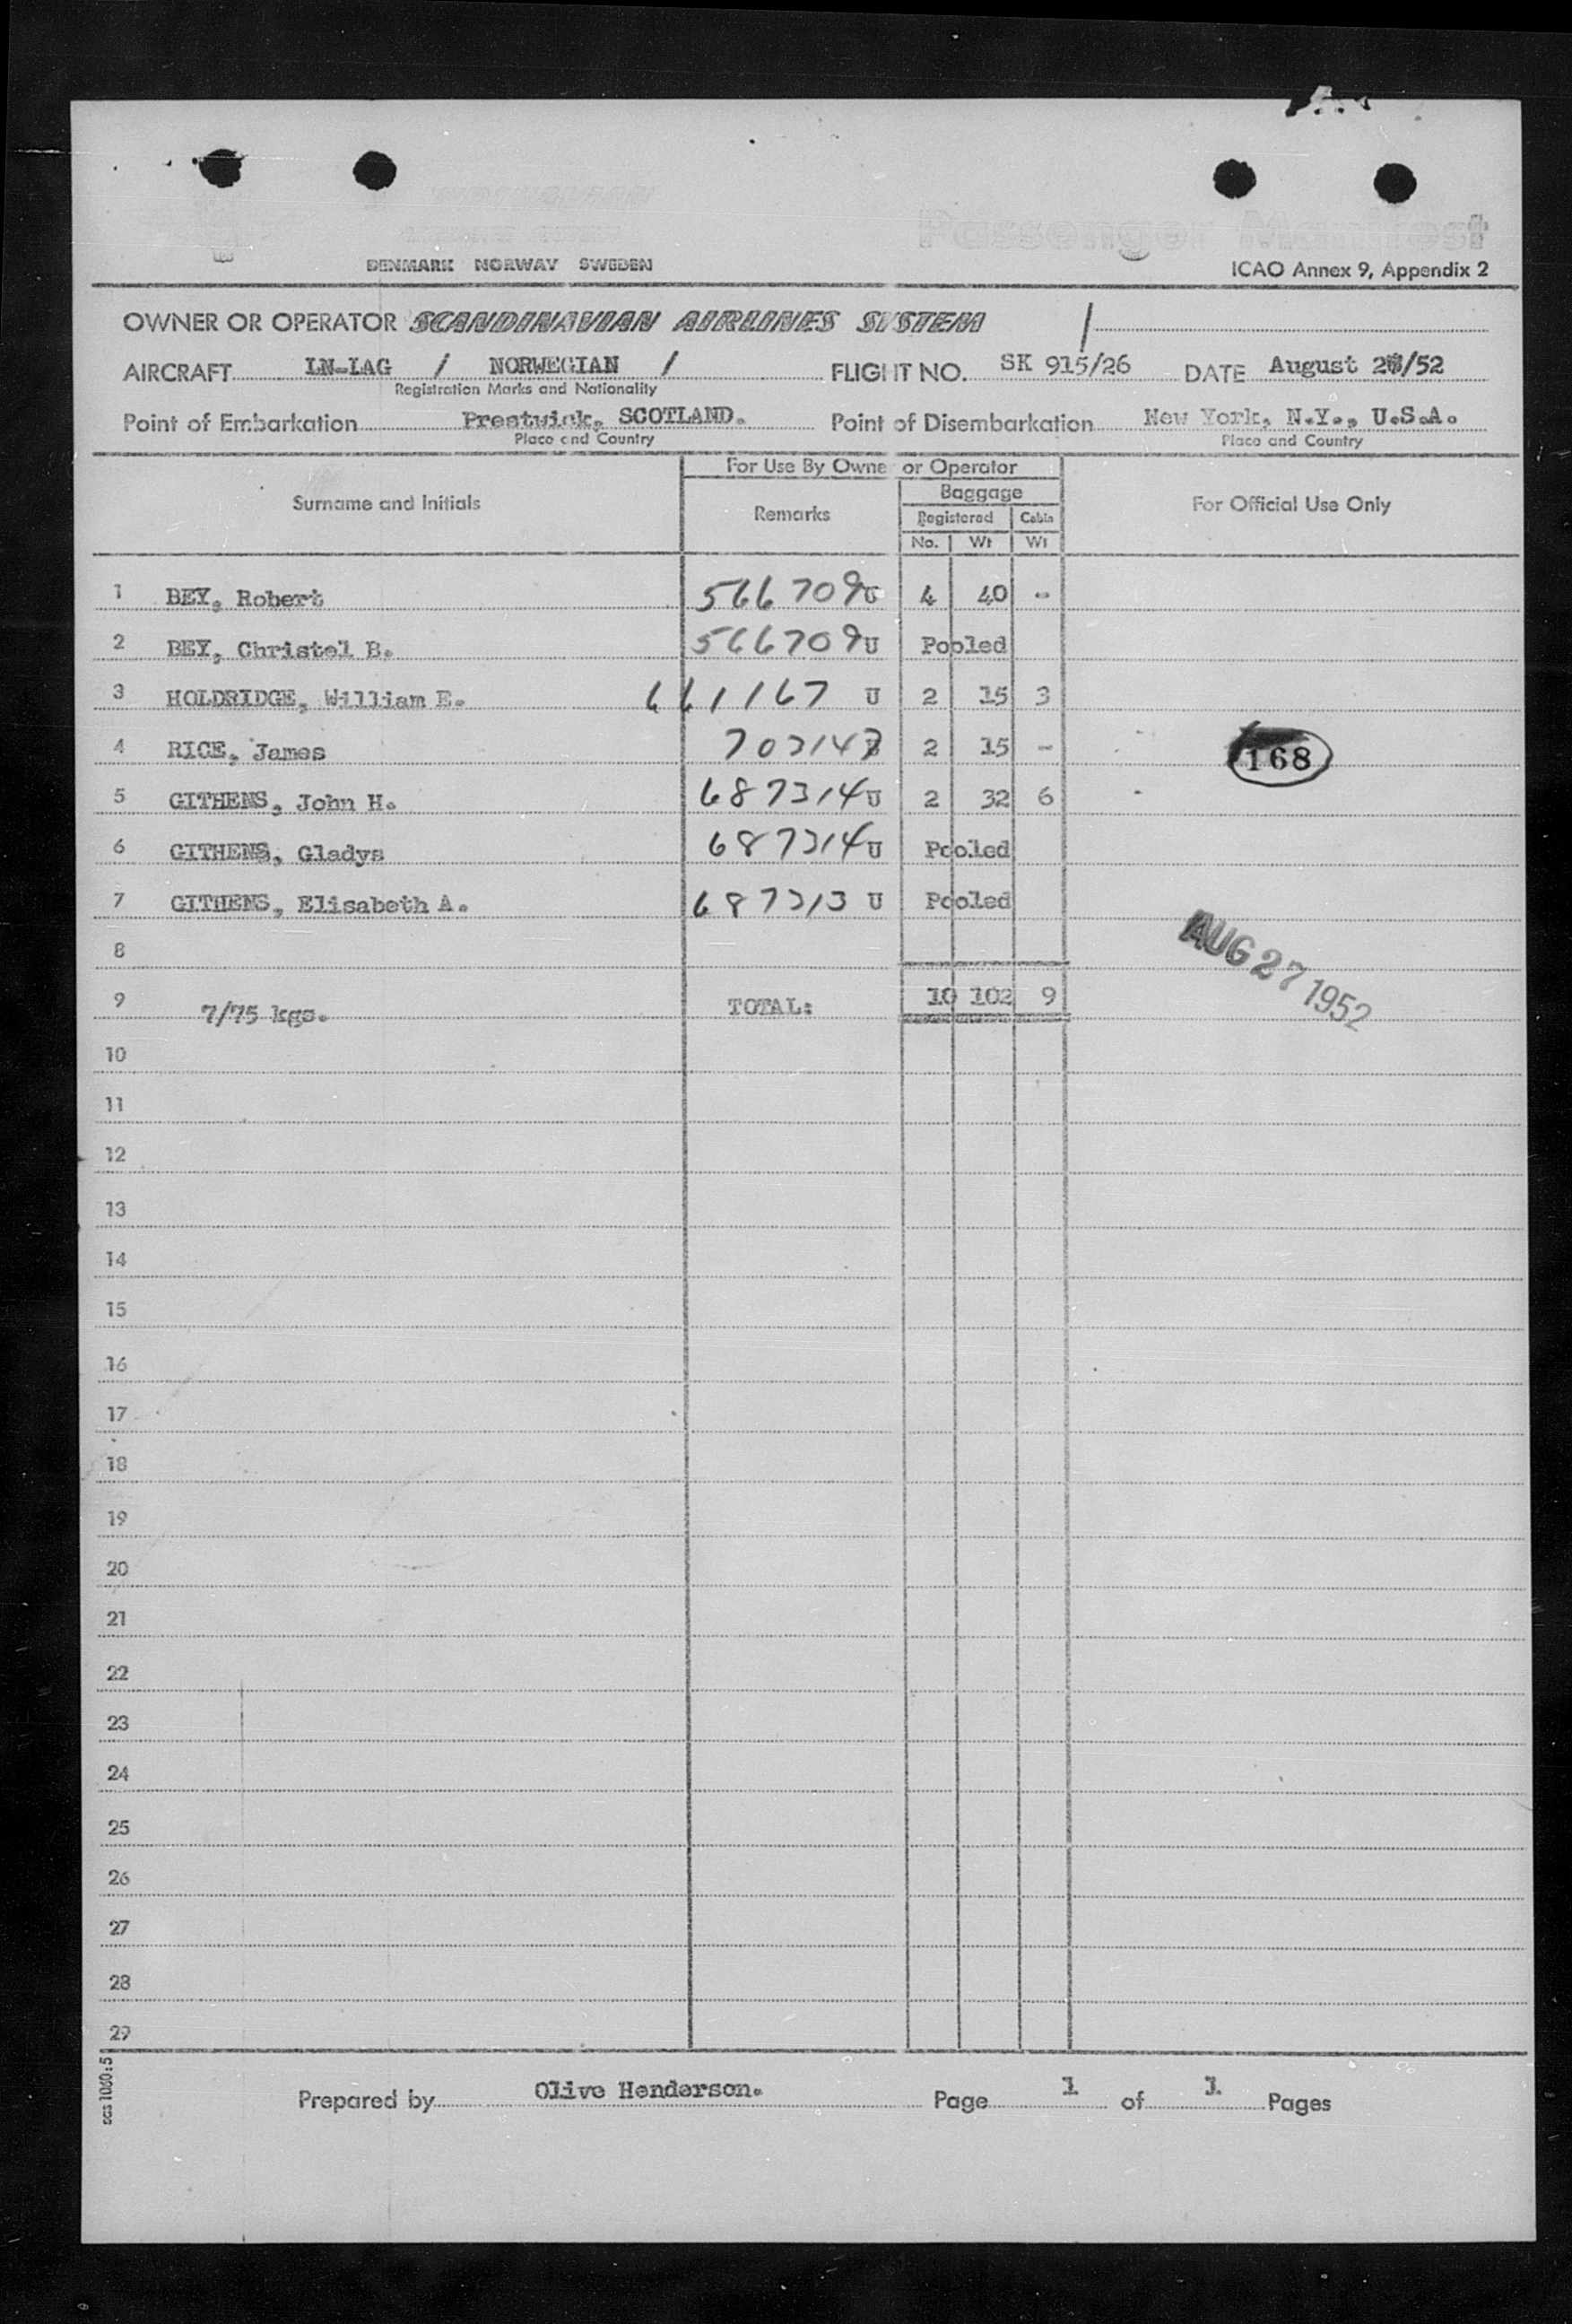 Passenger Manifest
DENMARK NORWAY SWEDEN
ICAO Annex 9, Appendix 2
OWNER OR OPERATOR SCANDINAVIAN AIRLINES SYSTEM
AIRCRAFT LN-LAG / NORWEGIAN / FLIGHT NO. SK 915/26 DATE August 26/52
Registration Marks and Nationality
Point of Embarkation Prestwick, SCOTLAND. Point of Disembarkation New York, N.Y., U.S.A.
Place and Country Place and Country
For Use By Owner or Operator
Surname and Initials Remarks Baggage For Official Use Only
Registered Cabin
No. Wt Wt
1 BEY, Robert 566709 U 4 40 -
2 BEY, Christel B. 566709 U Pooled
3 HOLDRIDGE, William E. 661167 U 2 15 3
4 RICE, James 2 15 -
168
5 GITHENS, John H. 687314 U 2 32 6
6 GITHENS, Gladys 687314 U Pooled
7 GITHENS, Elisabeth A. 687313 U Pooled
8
AUG 27 1952
9 7/75 kgs. TOTAL: 10 102 9
10
11
12
13
14
15
16
17
18
19
20
21
22
23
24
25
26
27
28
29
sas 1060:5
Prepared by Olive Henderson. Page 1 of 1 Pages